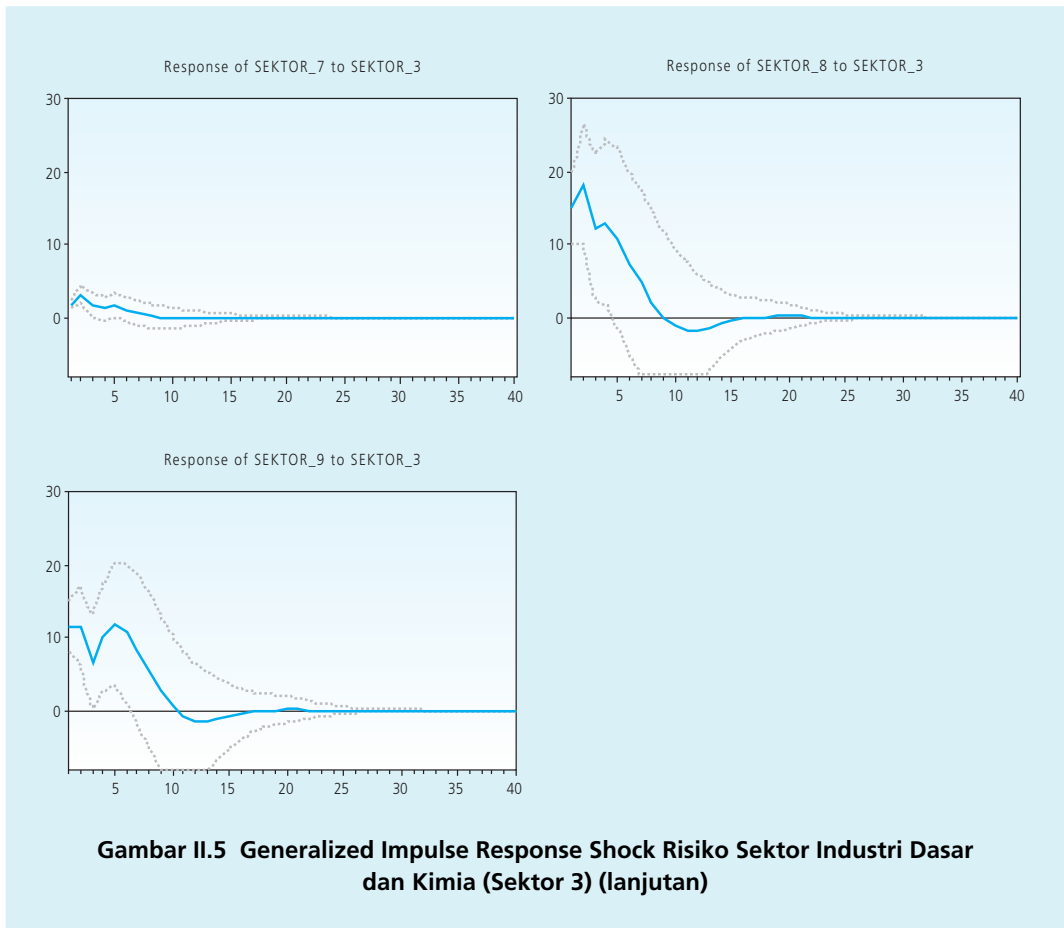 Response of SEKTOR_7 to SEKTOR_3
30
20
10
0
5 10 15 20 25 30 35 40
Response of SEKTOR_8 to SEKTOR_3
30
20
10
0
5 10 15 20 25 30 35 40
Response of SEKTOR_9 to SEKTOR_3
30
20
10
0
5 10 15 20 25 30 35 40
Gambar II.5 Generalized Impulse Response Shock Risiko Sektor Industri Dasar
dan Kimia (Sektor 3) (lanjutan)